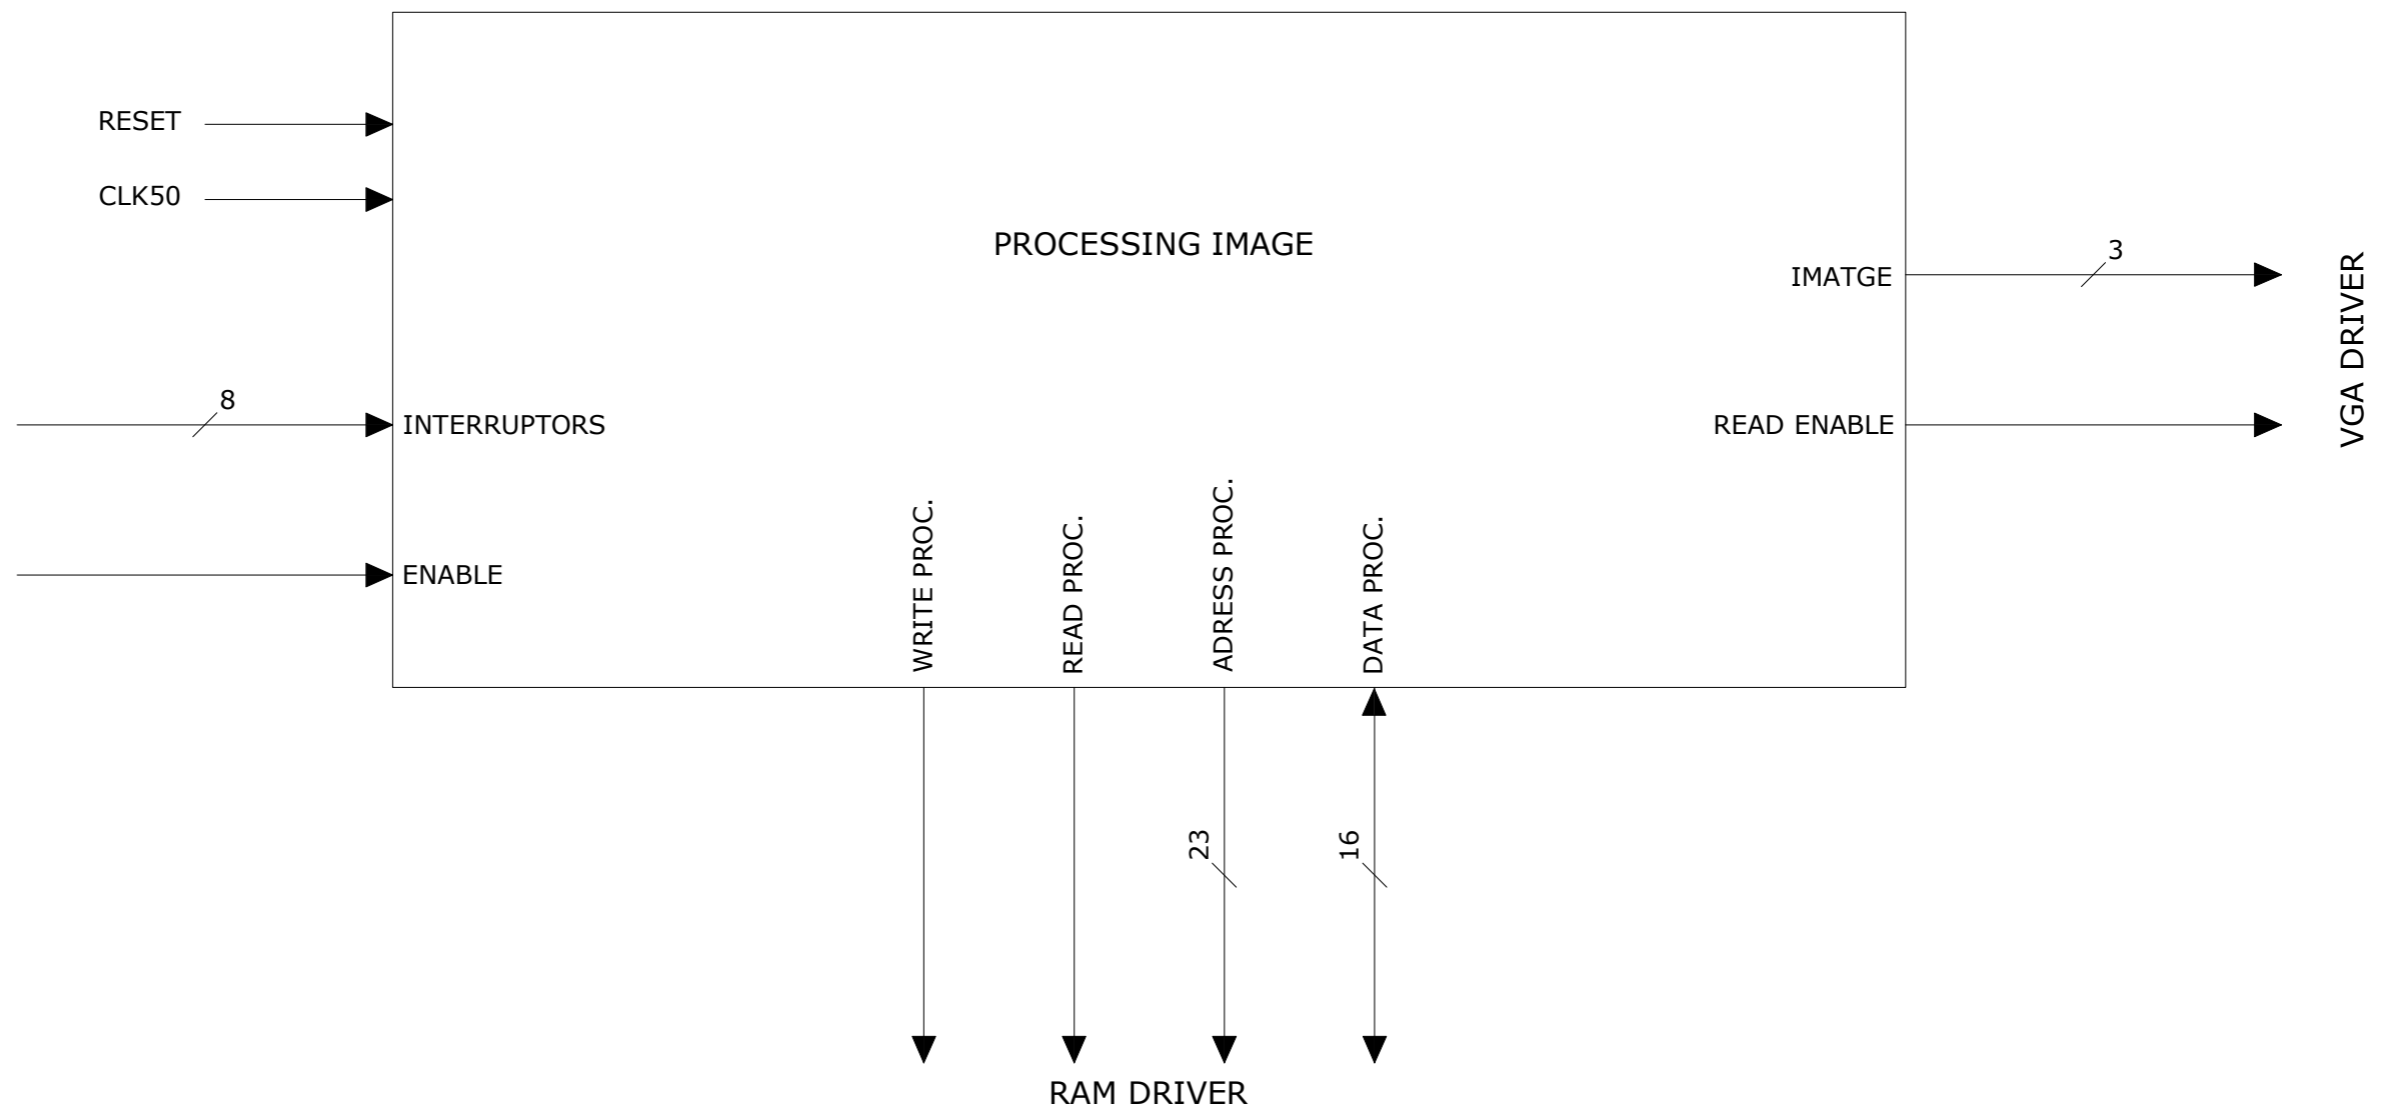 RESET
CLK50
PROCESSING IMAGE
3
IMATGE
VGA DRIVER
8
INTERRUPTORS
READ ENABLE
ENABLE
WRITE PROC.
READ PROC.
ADRESS PROC.
DATA PROC.
23
16
RAM DRIVER